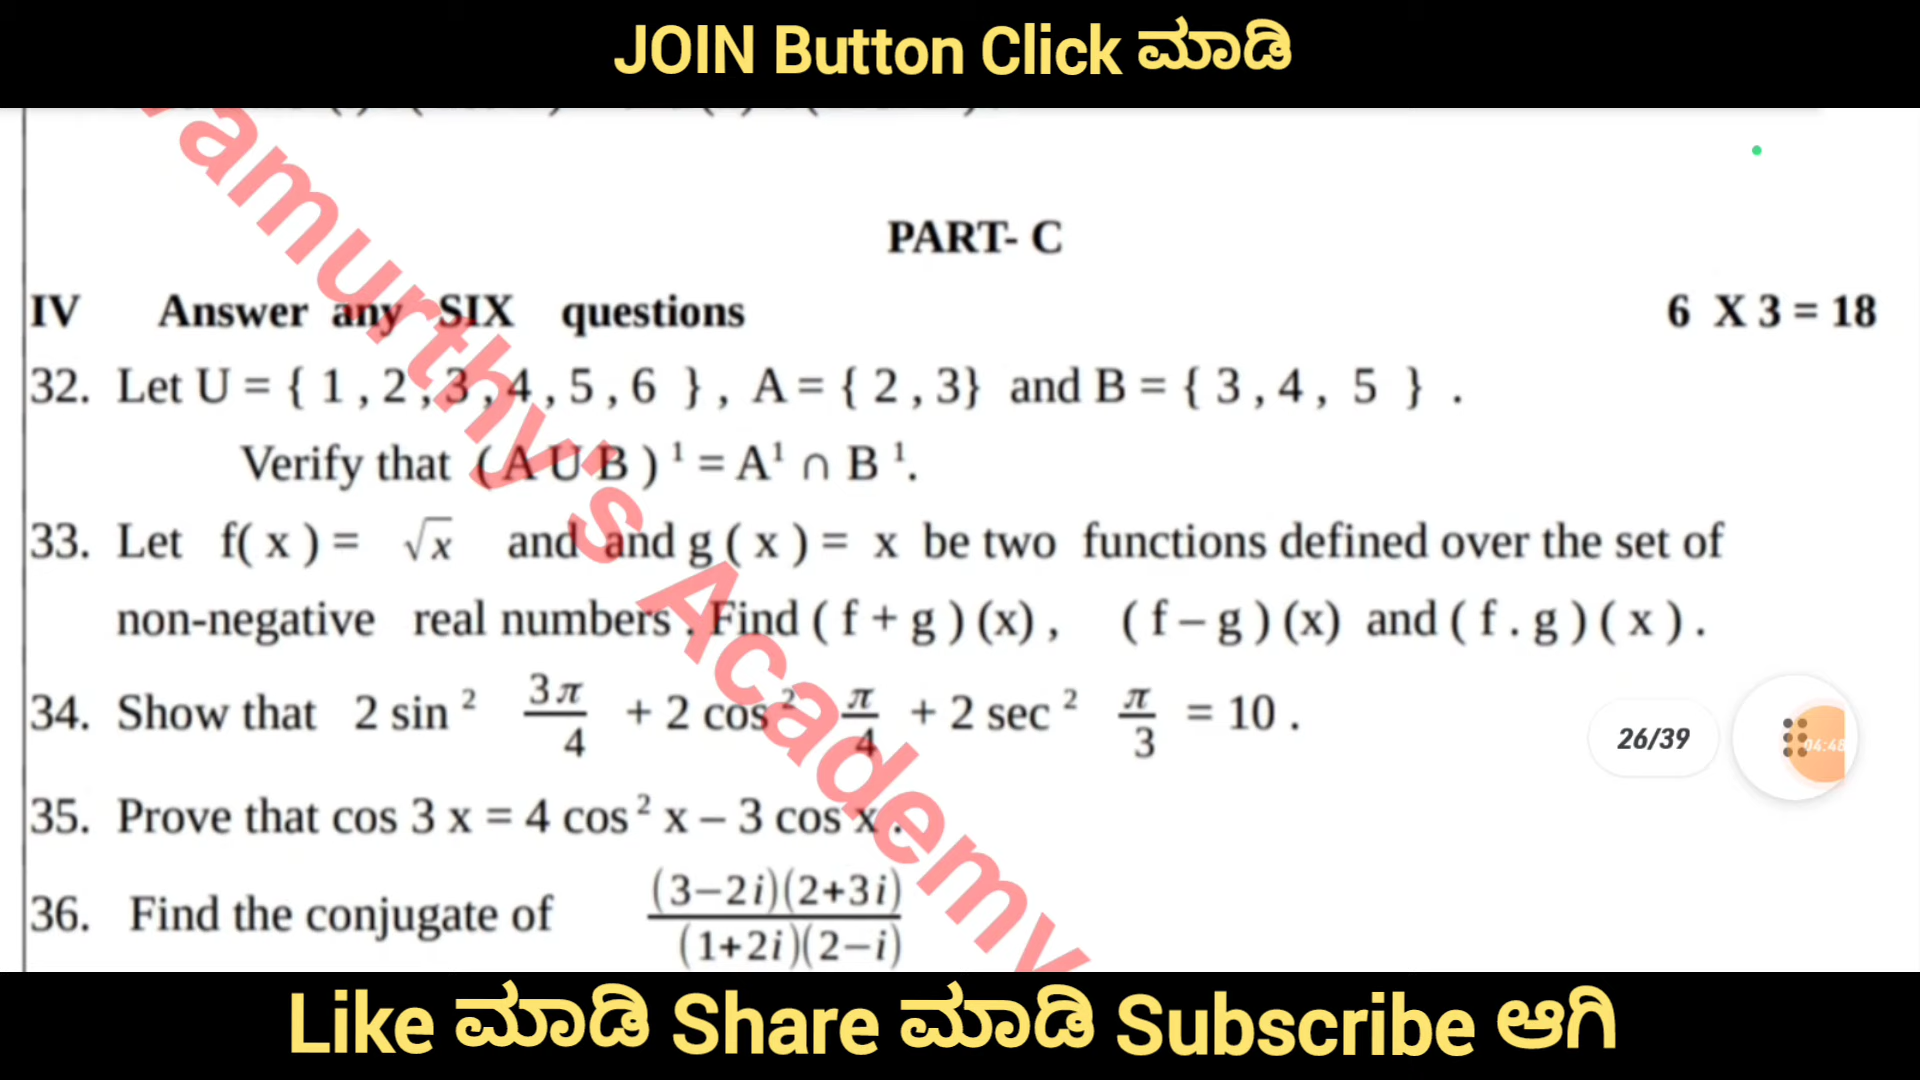 JOIN Button Click ಮಾಡಿ
PART- C
IV Answer any SIX questions 6 X 3 = 18
32. Let U = { 1 , 2 , 3 , 4 , 5 , 6 } , A = { 2 , 3} and B = { 3 , 4 , 5 } .
Verify that ( A U B ) ¹ = A¹ ∩ B ¹.
33. Let f( x ) = √x and and g ( x ) = x be two functions defined over the set of
non-negative real numbers . Find ( f + g ) (x) , ( f – g ) (x) and ( f . g ) ( x ) .
34. Show that 2 sin ² 3π/4 + 2 cos ² π/4 + 2 sec ² π/3 = 10 .
26/39
04:48
35. Prove that cos 3 x = 4 cos ² x – 3 cos x .
36. Find the conjugate of (3−2i)(2+3i)/(1+2i)(2−i)
amurthy's Academy
Like ಮಾಡಿ Share ಮಾಡಿ Subscribe ಆಗಿ